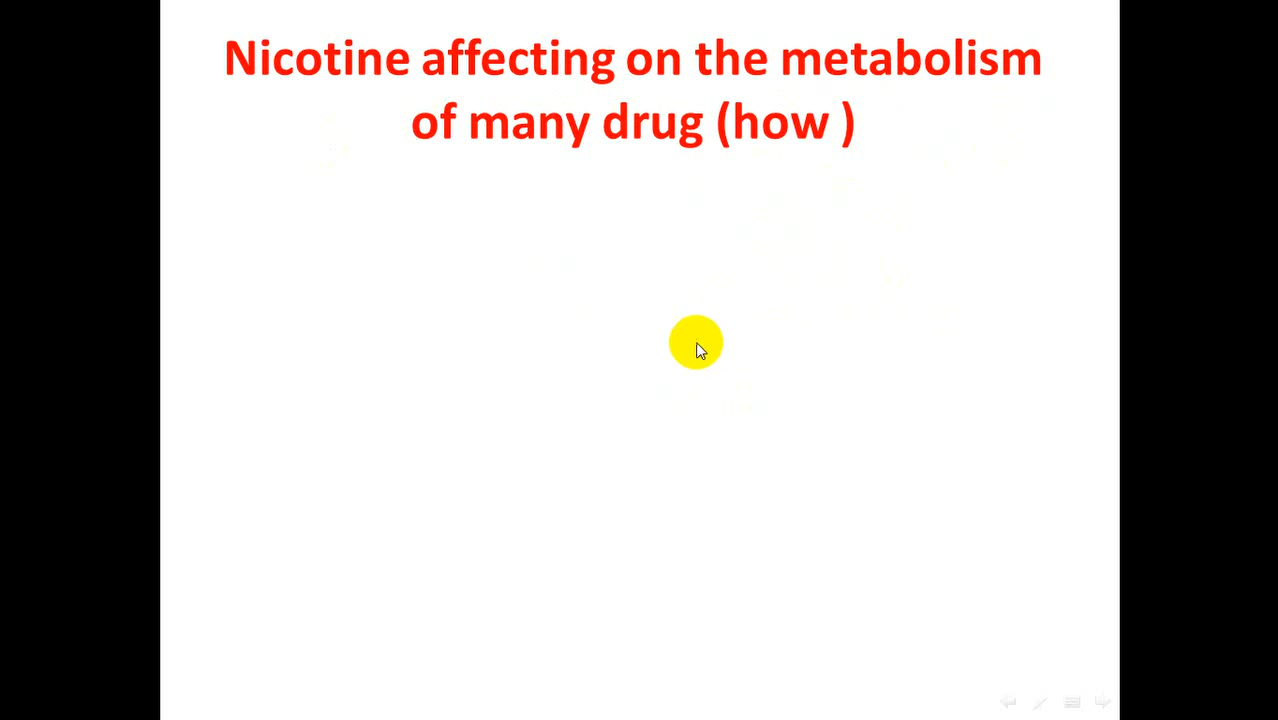 Nicotine affecting on the metabolism
of many drug (how )